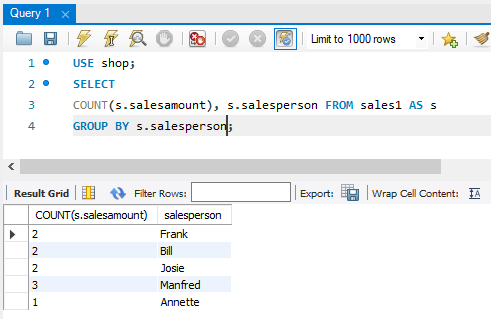 Query 1
Limit to 1000 rows
1 USE shop;
2 SELECT
3 COUNT(s.salesamount), s.salesperson FROM sales1 AS s
4 GROUP BY s.salesperson;
Result Grid Filter Rows: Export: Wrap Cell Content:
COUNT(s.salesamount) salesperson
2 Frank
2 Bill
2 Josie
3 Manfred
1 Annette